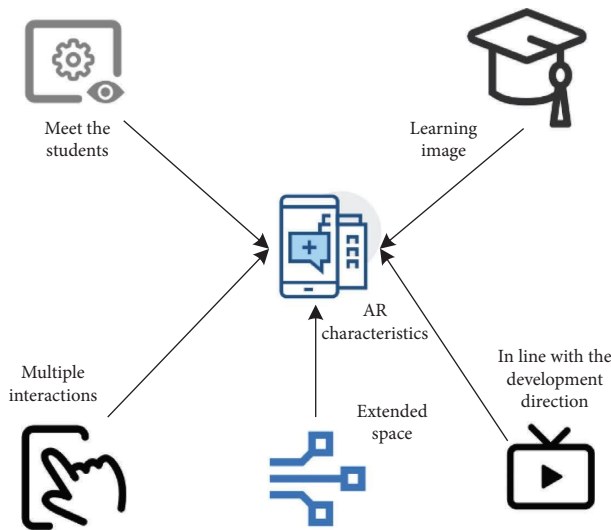 Meet the
students
Learning
image
AR
characteristics
Multiple
interactions
Extended
space
In line with the
development
direction